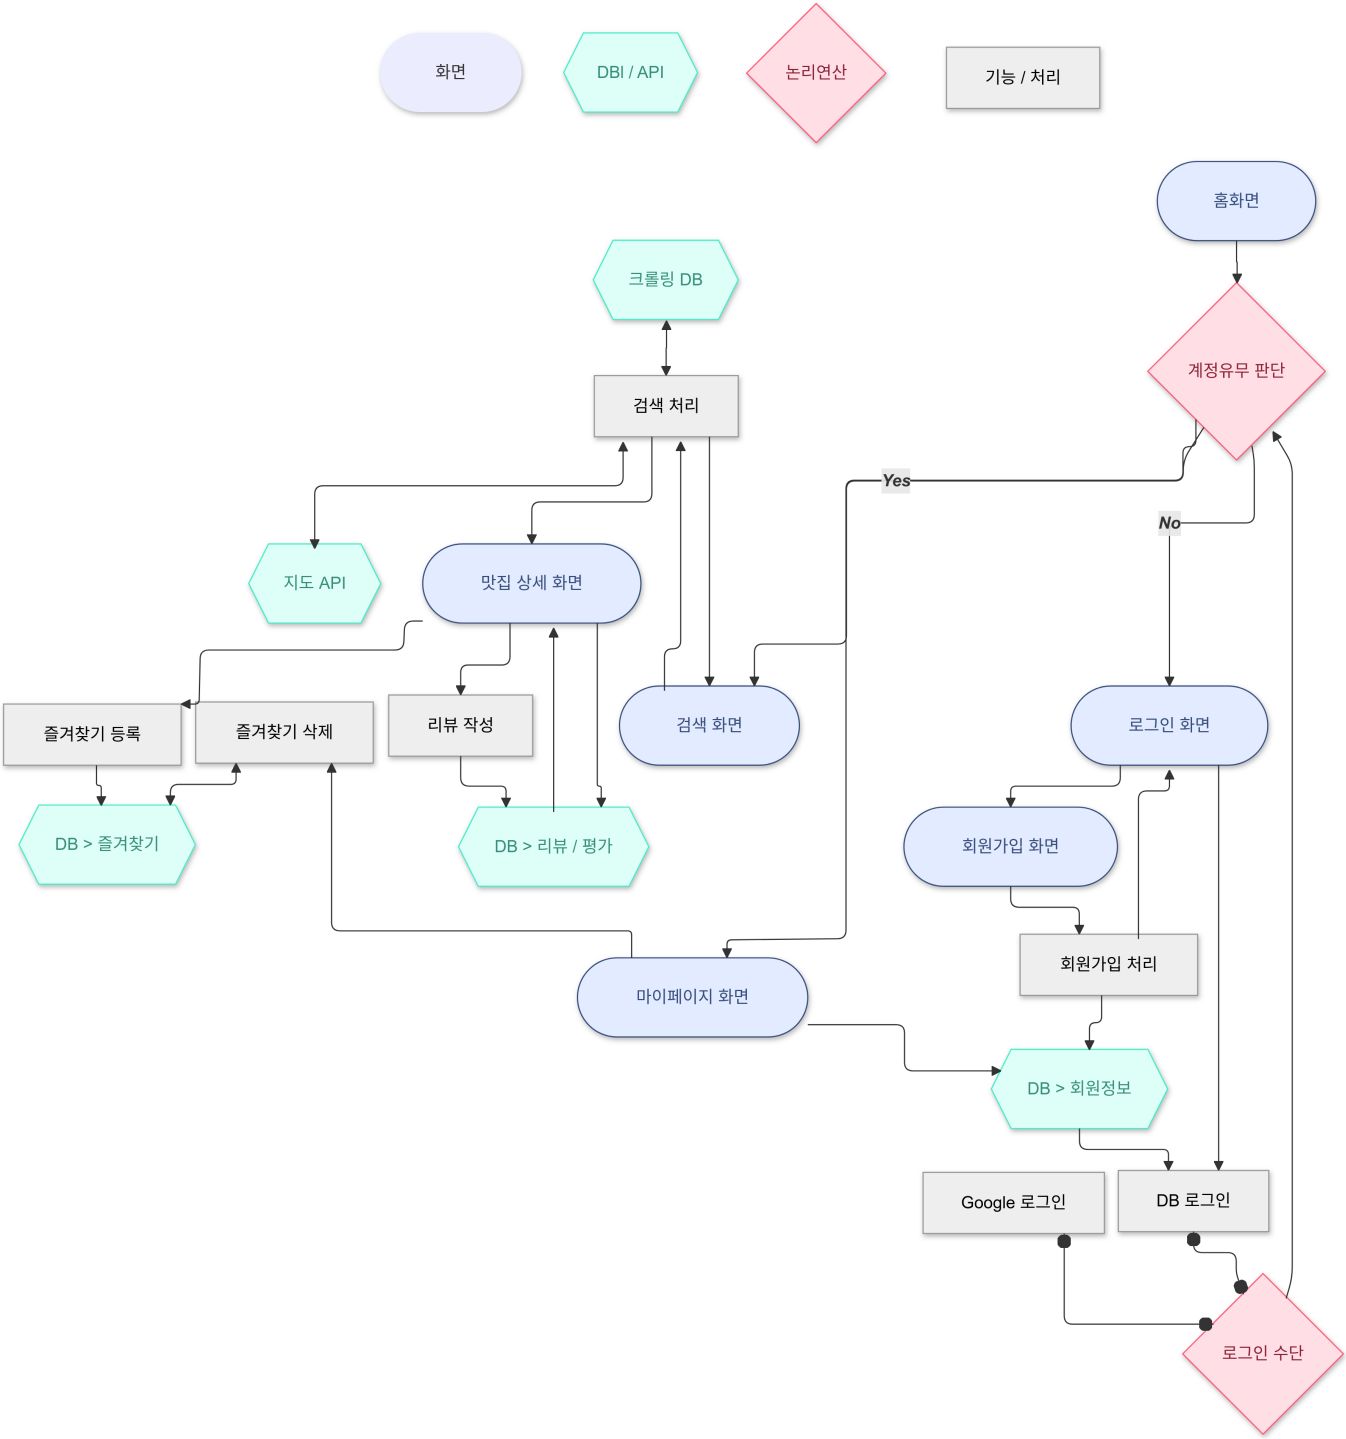 화면
DBI / API
논리연산
기능 / 처리
홈화면
크롤링 DB
계정유무 판단
검색 처리
Yes
No
지도 API
맛집 상세 화면
즐겨찾기 등록
즐겨찾기 삭제
리뷰 작성
검색 화면
로그인 화면
DB > 즐겨찾기
DB > 리뷰 / 평가
회원가입 화면
회원가입 처리
마이페이지 화면
DB > 회원정보
Google 로그인
DB 로그인
로그인 수단